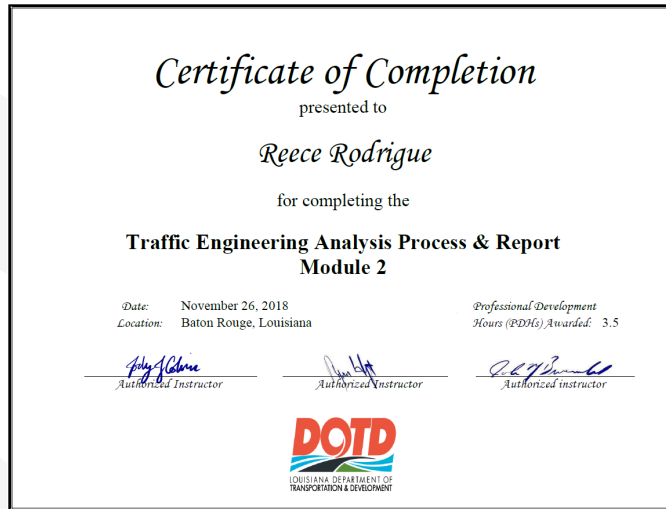 Certificate of Completion
presented to
Reece Rodrigue
for completing the
Traffic Engineering Analysis Process & Report
Module 2
Date: November 26, 2018
Location: Baton Rouge, Louisiana
Professional Development
Hours (PDHs) Awarded: 3.5
Authorized Instructor
Authorized Instructor
Authorized instructor
DOTD
LOUISIANA DEPARTMENT OF
TRANSPORTATION & DEVELOPMENT